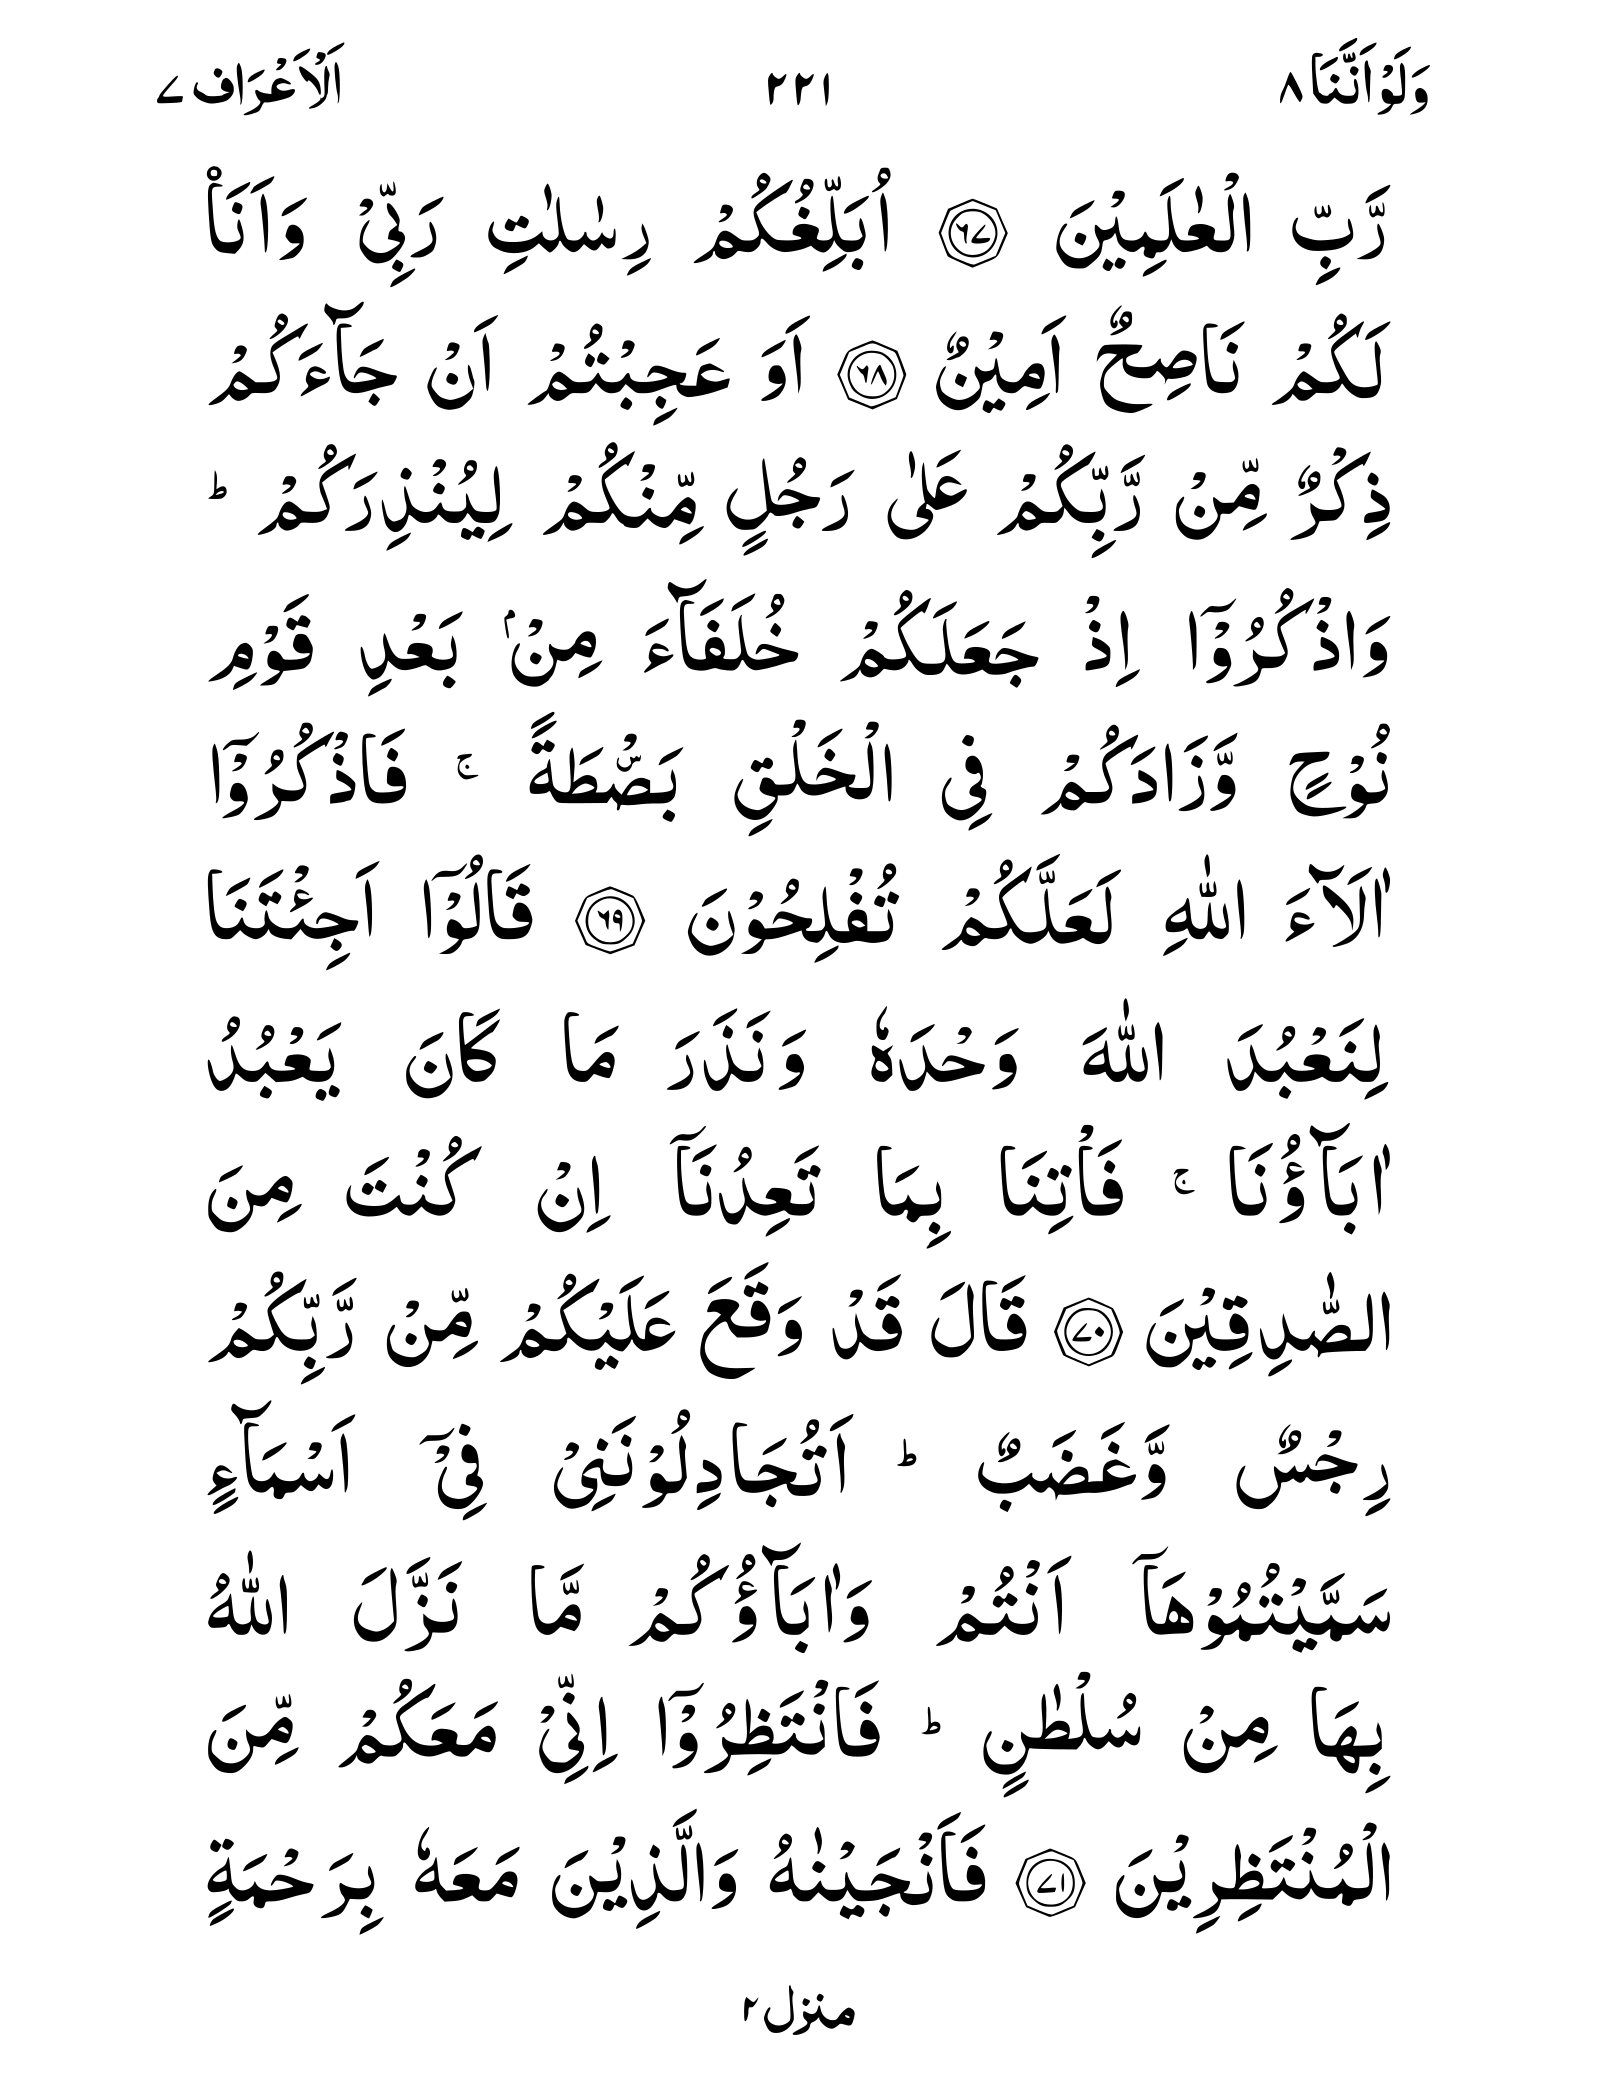 وَلَوْ اَنَّنَا ٨ ٢٢١ اَلْاَعْرَاف ٧
رَّبِّ الْعٰلَمِيْنَ ۝٦٧ اُبَلِّغُكُمْ رِسٰلٰتِ رَبِّىْ وَاَنَا۠
لَكُمْ نَاصِحٌ اَمِيْنٌ ۝٦٨ اَوَ عَجِبْتُمْ اَنْ جَآءَكُمْ
ذِكْرٌ مِّنْ رَّبِّكُمْ عَلٰى رَجُلٍ مِّنْكُمْ لِيُنْذِرَكُمْ ؕ
وَاذْكُرُوْۤا اِذْ جَعَلَكُمْ خُلَفَآءَ مِنْۢ بَعْدِ قَوْمِ
نُوْحٍ وَّزَادَكُمْ فِى الْخَلْقِ بَصْۜطَةً ۚ فَاذْكُرُوْۤا
اٰلَآءَ اللّٰهِ لَعَلَّكُمْ تُفْلِحُوْنَ ۝٦٩ قَالُوْۤا اَجِئْتَنَا
لِنَعْبُدَ اللّٰهَ وَحْدَهٗ وَنَذَرَ مَا كَانَ يَعْبُدُ
اٰبَآؤُنَا ۚ فَاْتِنَا بِمَا تَعِدُنَاۤ اِنْ كُنْتَ مِنَ
الصّٰدِقِيْنَ ۝٧٠ قَالَ قَدْ وَقَعَ عَلَيْكُمْ مِّنْ رَّبِّكُمْ
رِجْسٌ وَّغَضَبٌ ؕ اَتُجَادِلُوْنَنِىْ فِىْۤ اَسْمَآءٍ
سَمَّيْتُمُوْهَاۤ اَنْتُمْ وَاٰبَآؤُكُمْ مَّا نَزَّلَ اللّٰهُ
بِهَا مِنْ سُلْطٰنٍ ؕ فَانْتَظِرُوْۤا اِنِّىْ مَعَكُمْ مِّنَ
الْمُنْتَظِرِيْنَ ۝٧١ فَاَنْجَيْنٰهُ وَالَّذِيْنَ مَعَهٗ بِرَحْمَةٍ
منزل ٢